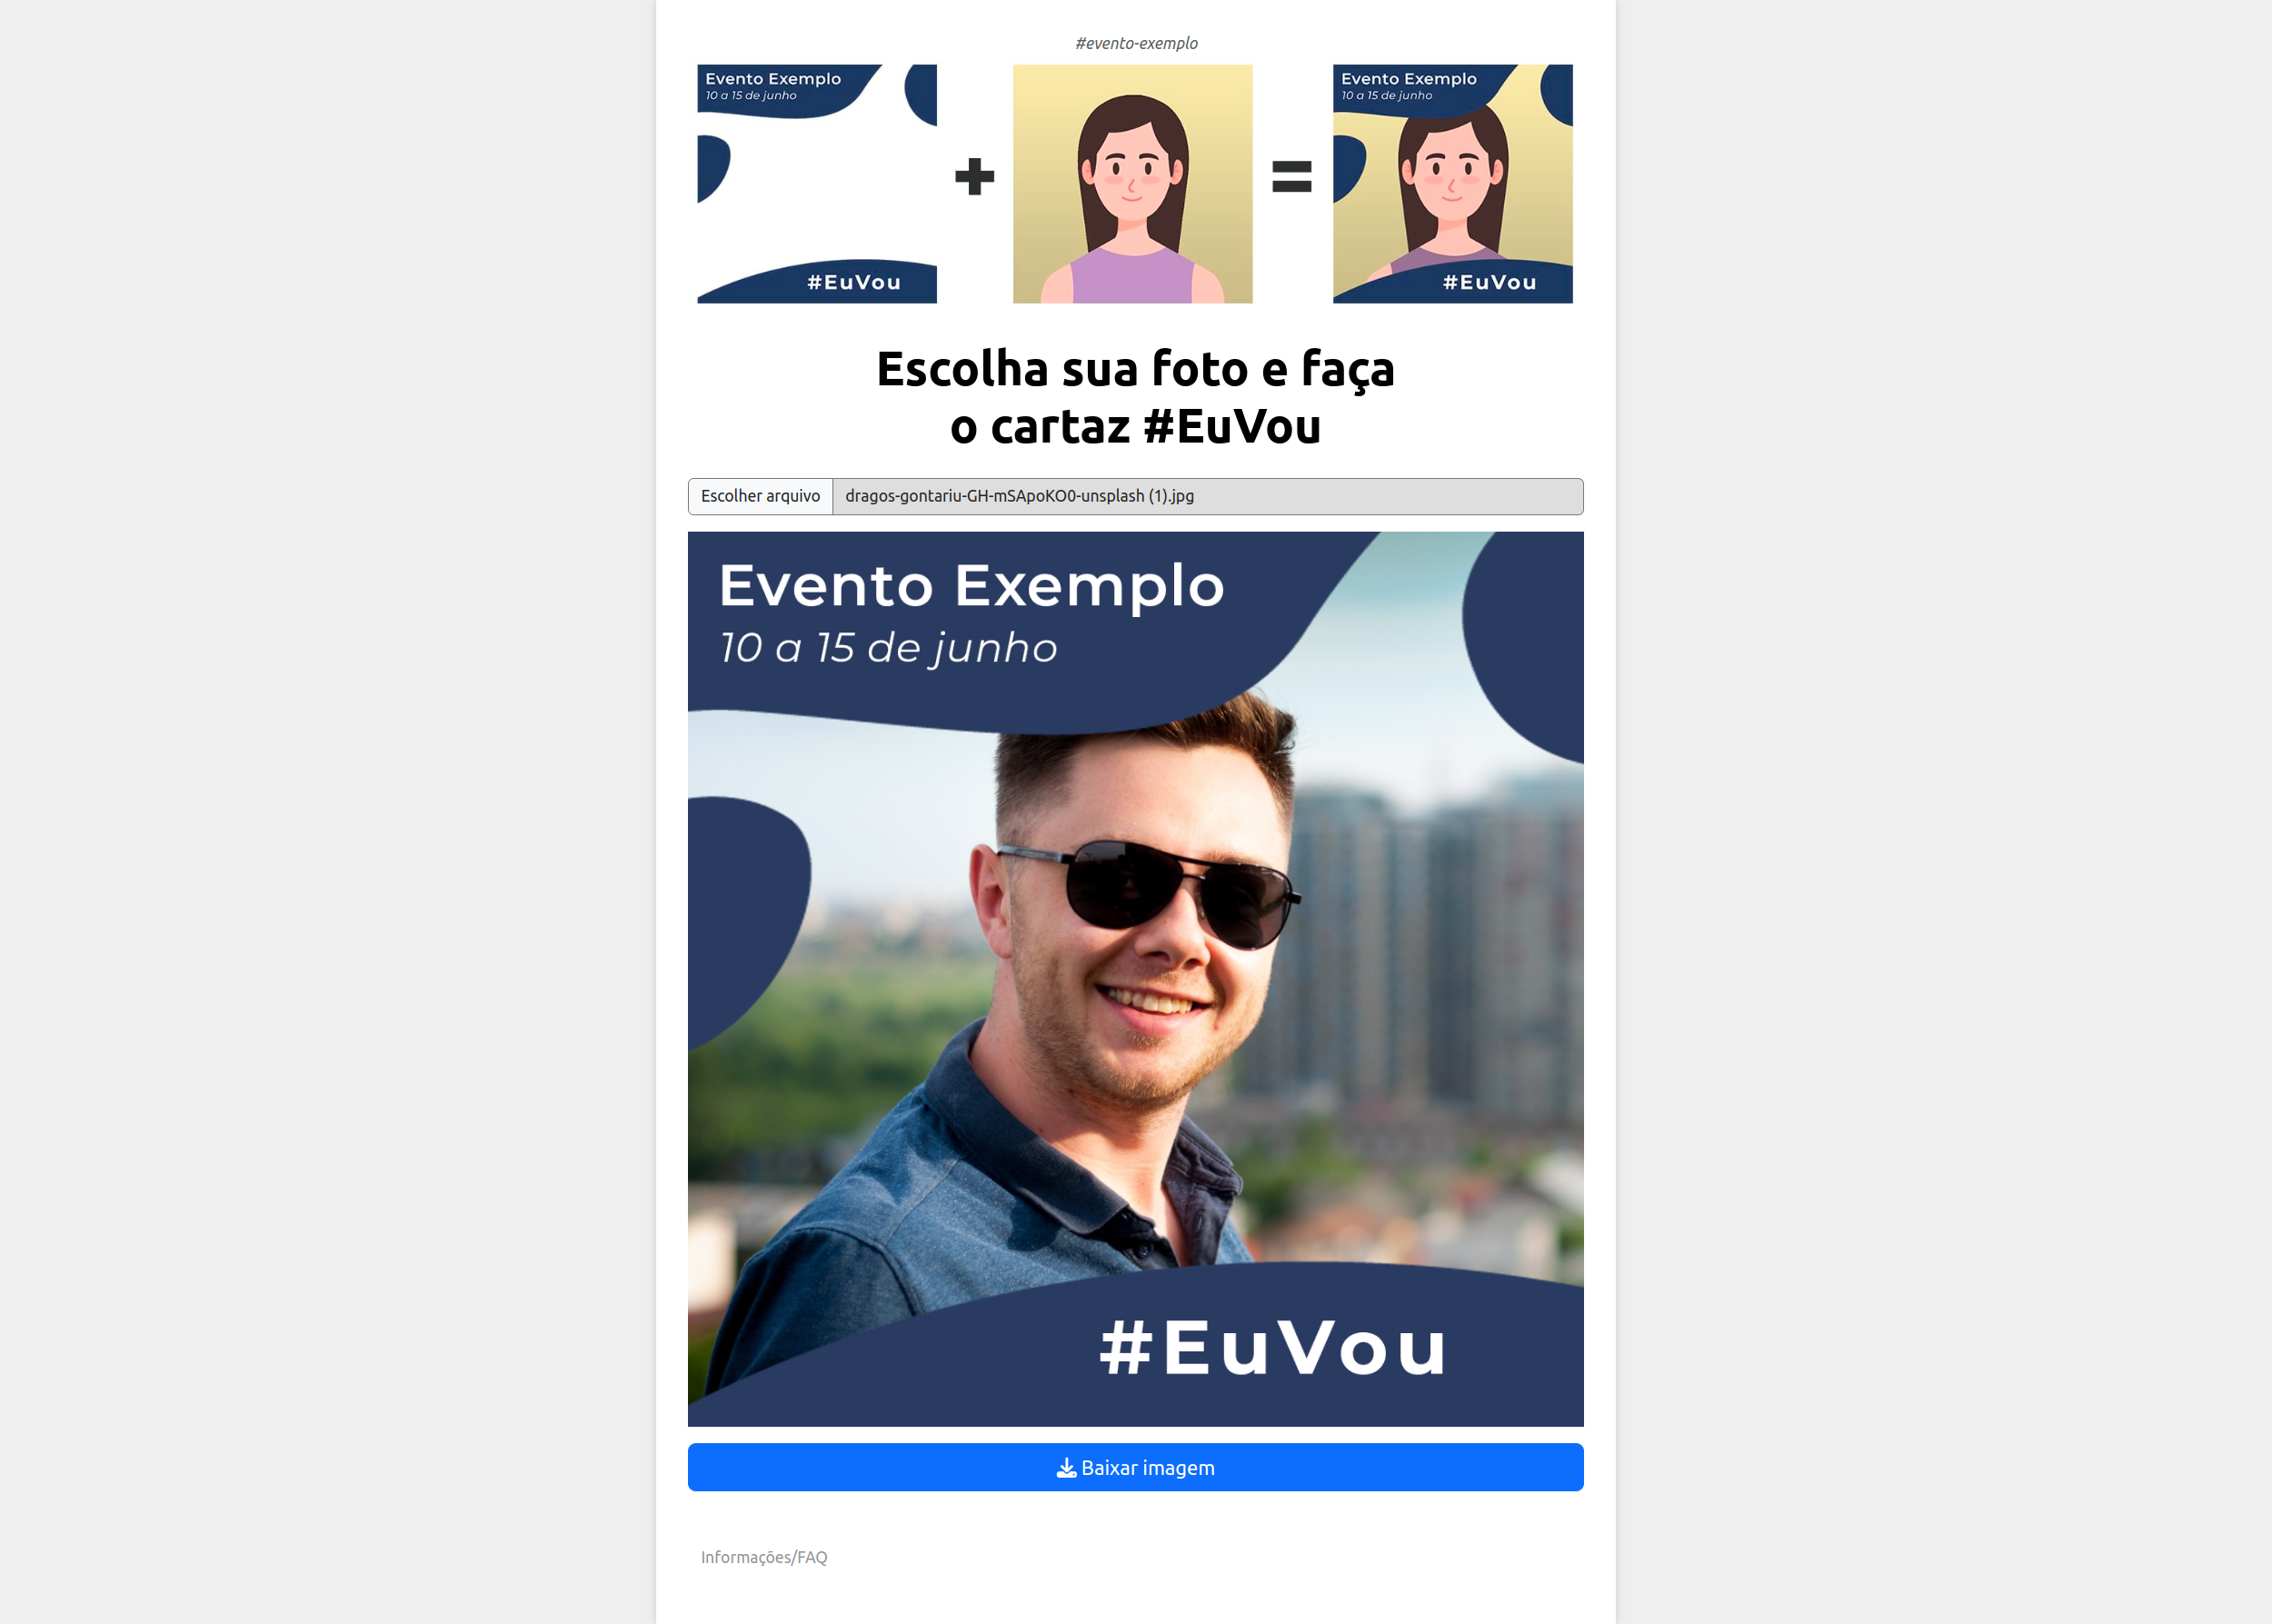 #evento-exemplo
Evento Exemplo
10 a 15 de junho
#EuVou
+
=
Evento Exemplo
10 a 15 de junho
#EuVou
Escolha sua foto e faça
o cartaz #EuVou
Escolher arquivo dragos-gontariu-GH-mSApoKO0-unsplash (1).jpg
Evento Exemplo
10 a 15 de junho
#EuVou
Baixar imagem
Informações/FAQ